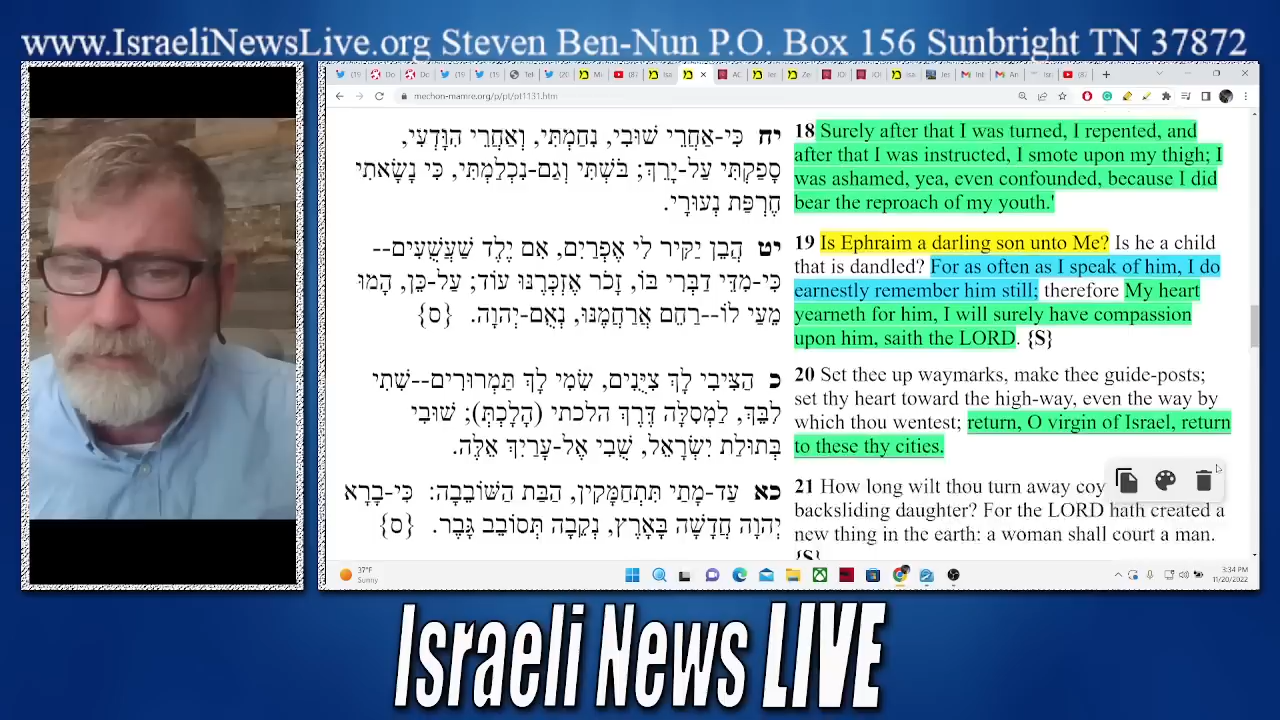 www.IsraeliNewsLive.org Steven Ben-Nun P.O. Box 156 Sunbright TN 37872
mechon-mamre.org/p/pt/pt1131.htm
יח כִּי-אַחֲרֵי שׁוּבִי, נִחַמְתִּי, וְאַחֲרֵי הִוָּדְעִי,
סָפַקְתִּי עַל-יָרֵךְ; בֹּשְׁתִּי וְגַם-נִכְלַמְתִּי, כִּי נָשָׂאתִי
חֶרְפַּת נְעוּרָי.
18 Surely after that I was turned, I repented, and
after that I was instructed, I smote upon my thigh; I
was ashamed, yea, even confounded, because I did
bear the reproach of my youth.'
יט הֲבֵן יַקִּיר לִי אֶפְרַיִם, אִם יֶלֶד שַׁעֲשֻׁעִים--
כִּי-מִדֵּי דַבְּרִי בּוֹ, זָכֹר אֶזְכְּרֶנּוּ עוֹד; עַל-כֵּן, הָמוּ
מֵעַי לוֹ--רַחֵם אֲרַחֲמֶנּוּ, נְאֻם-יְהוָה. {ס}
19 Is Ephraim a darling son unto Me? Is he a child
that is dandled? For as often as I speak of him, I do
earnestly remember him still; therefore My heart
yearneth for him, I will surely have compassion
upon him, saith the LORD. {S}
כ הַצִּיבִי לָךְ צִיֻּנִים, שִׂמִי לָךְ תַּמְרוּרִים--שִׁתִי
לִבֵּךְ, לַמְסִלָּה דֶּרֶךְ הלכתי (הָלָכְתְּ); שׁוּבִי
בְּתוּלַת יִשְׂרָאֵל, שֻׁבִי אֶל-עָרַיִךְ אֵלֶּה.
20 Set thee up waymarks, make thee guide-posts;
set thy heart toward the high-way, even the way by
which thou wentest; return, O virgin of Israel, return
to these thy cities.
כא עַד-מָתַי תִּתְחַמָּקִין, הַבַּת הַשּׁוֹבֵבָה: כִּי-בָרָא
יְהוָה חֲדָשָׁה בָּאָרֶץ, נְקֵבָה תְּסוֹבֵב גָּבֶר. {ס}
21 How long wilt thou turn away coy
backsliding daughter? For the LORD hath created a
new thing in the earth: a woman shall court a man.
{S}
37°F
Sunny
3:34 PM
11/20/2022
Israeli News LIVE